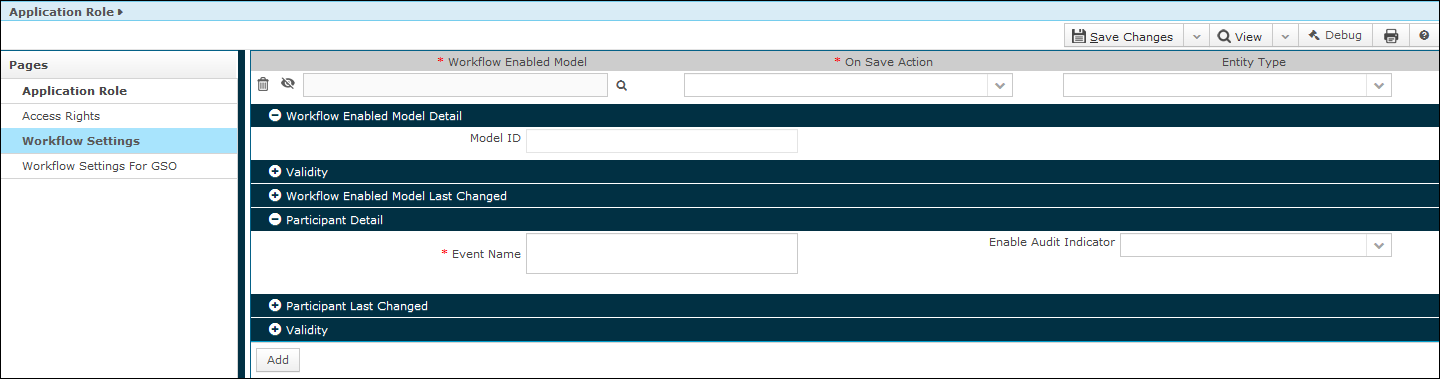 Application Role
Save Changes View Debug
Pages
Application Role
Access Rights
Workflow Settings
Workflow Settings For GSO
* Workflow Enabled Model * On Save Action Entity Type
Workflow Enabled Model Detail
Model ID
Validity
Workflow Enabled Model Last Changed
Participant Detail
* Event Name Enable Audit Indicator
Participant Last Changed
Validity
Add